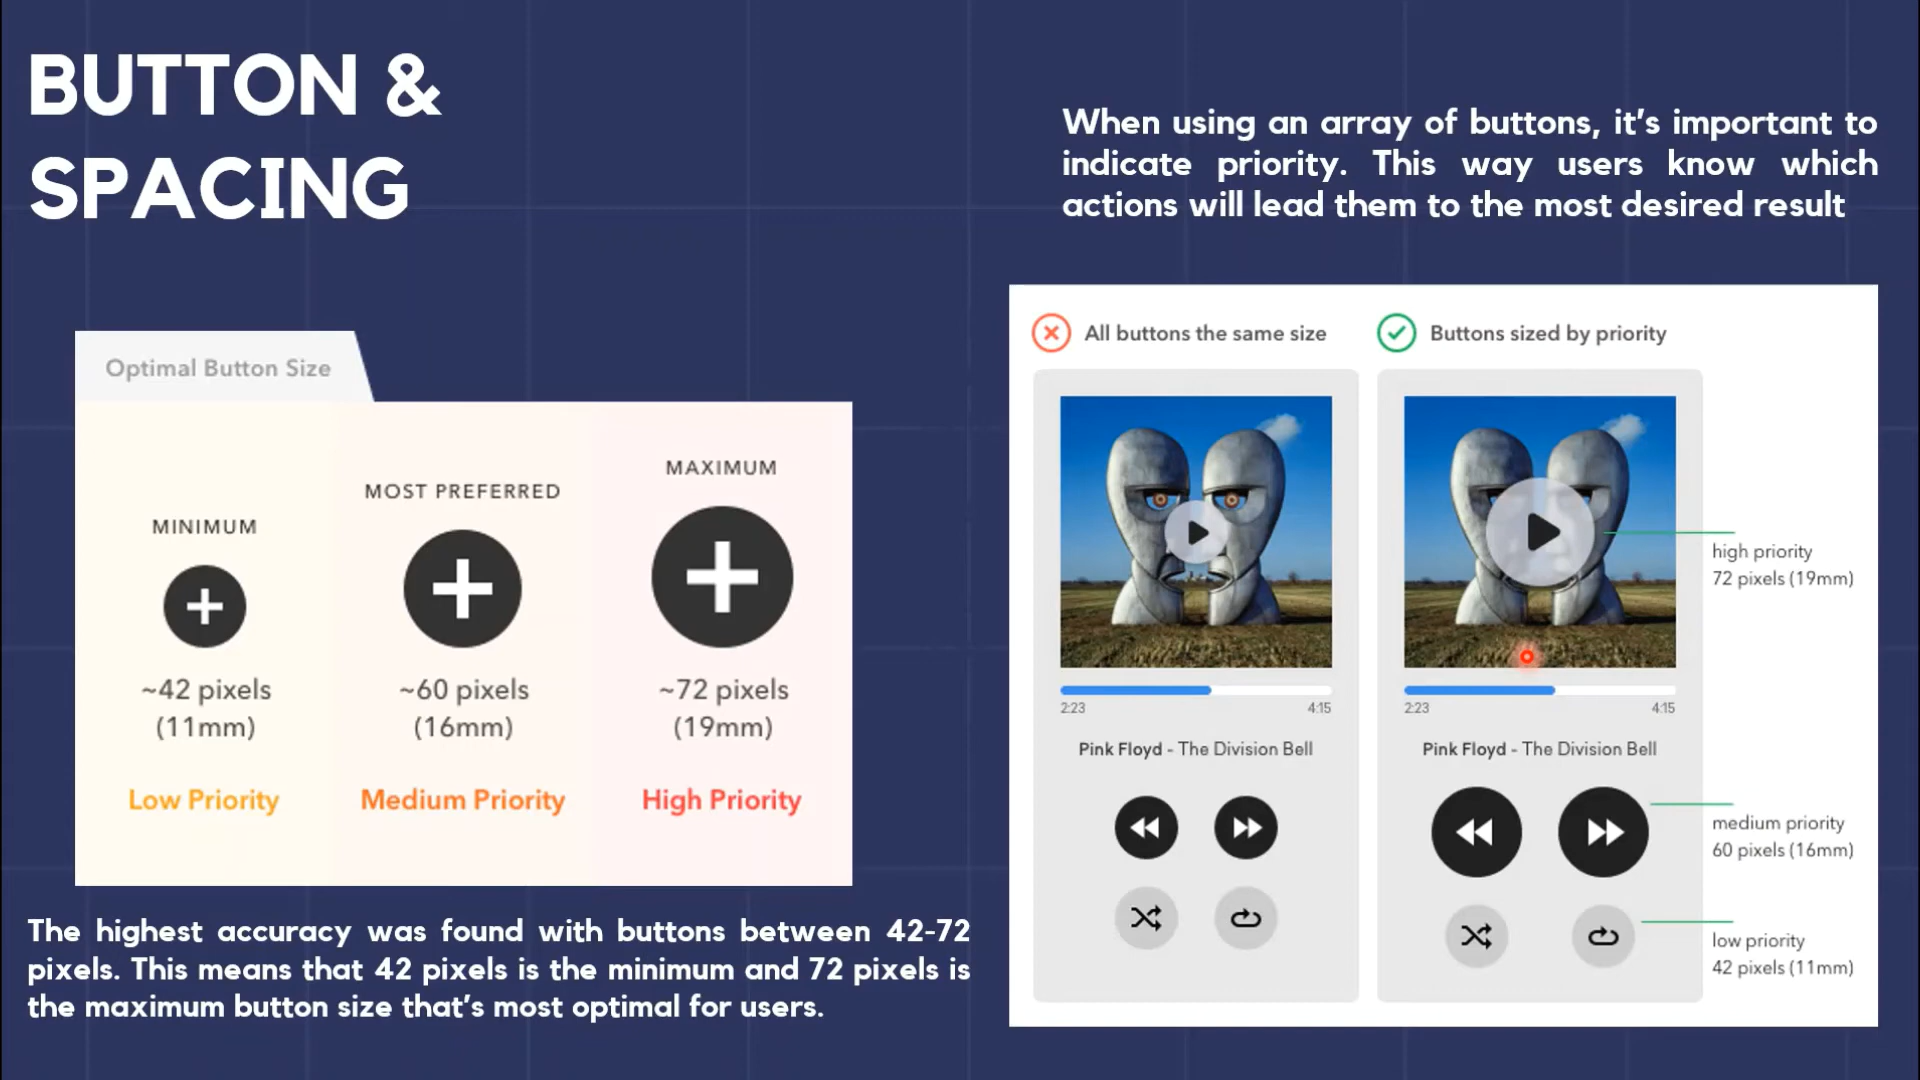 BUTTON &
SPACING
When using an array of buttons, it's important to
indicate priority. This way users know which
actions will lead them to the most desired result
Optimal Button Size
MINIMUM
~42 pixels
(11mm)
Low Priority
MOST PREFERRED
~60 pixels
(16mm)
Medium Priority
MAXIMUM
~72 pixels
(19mm)
High Priority
The highest accuracy was found with buttons between 42-72
pixels. This means that 42 pixels is the minimum and 72 pixels is
the maximum button size that's most optimal for users.
All buttons the same size
2:23 4:15
Pink Floyd - The Division Bell
Buttons sized by priority
2:23 4:15
Pink Floyd - The Division Bell
high priority
72 pixels (19mm)
medium priority
60 pixels (16mm)
low priority
42 pixels (11mm)